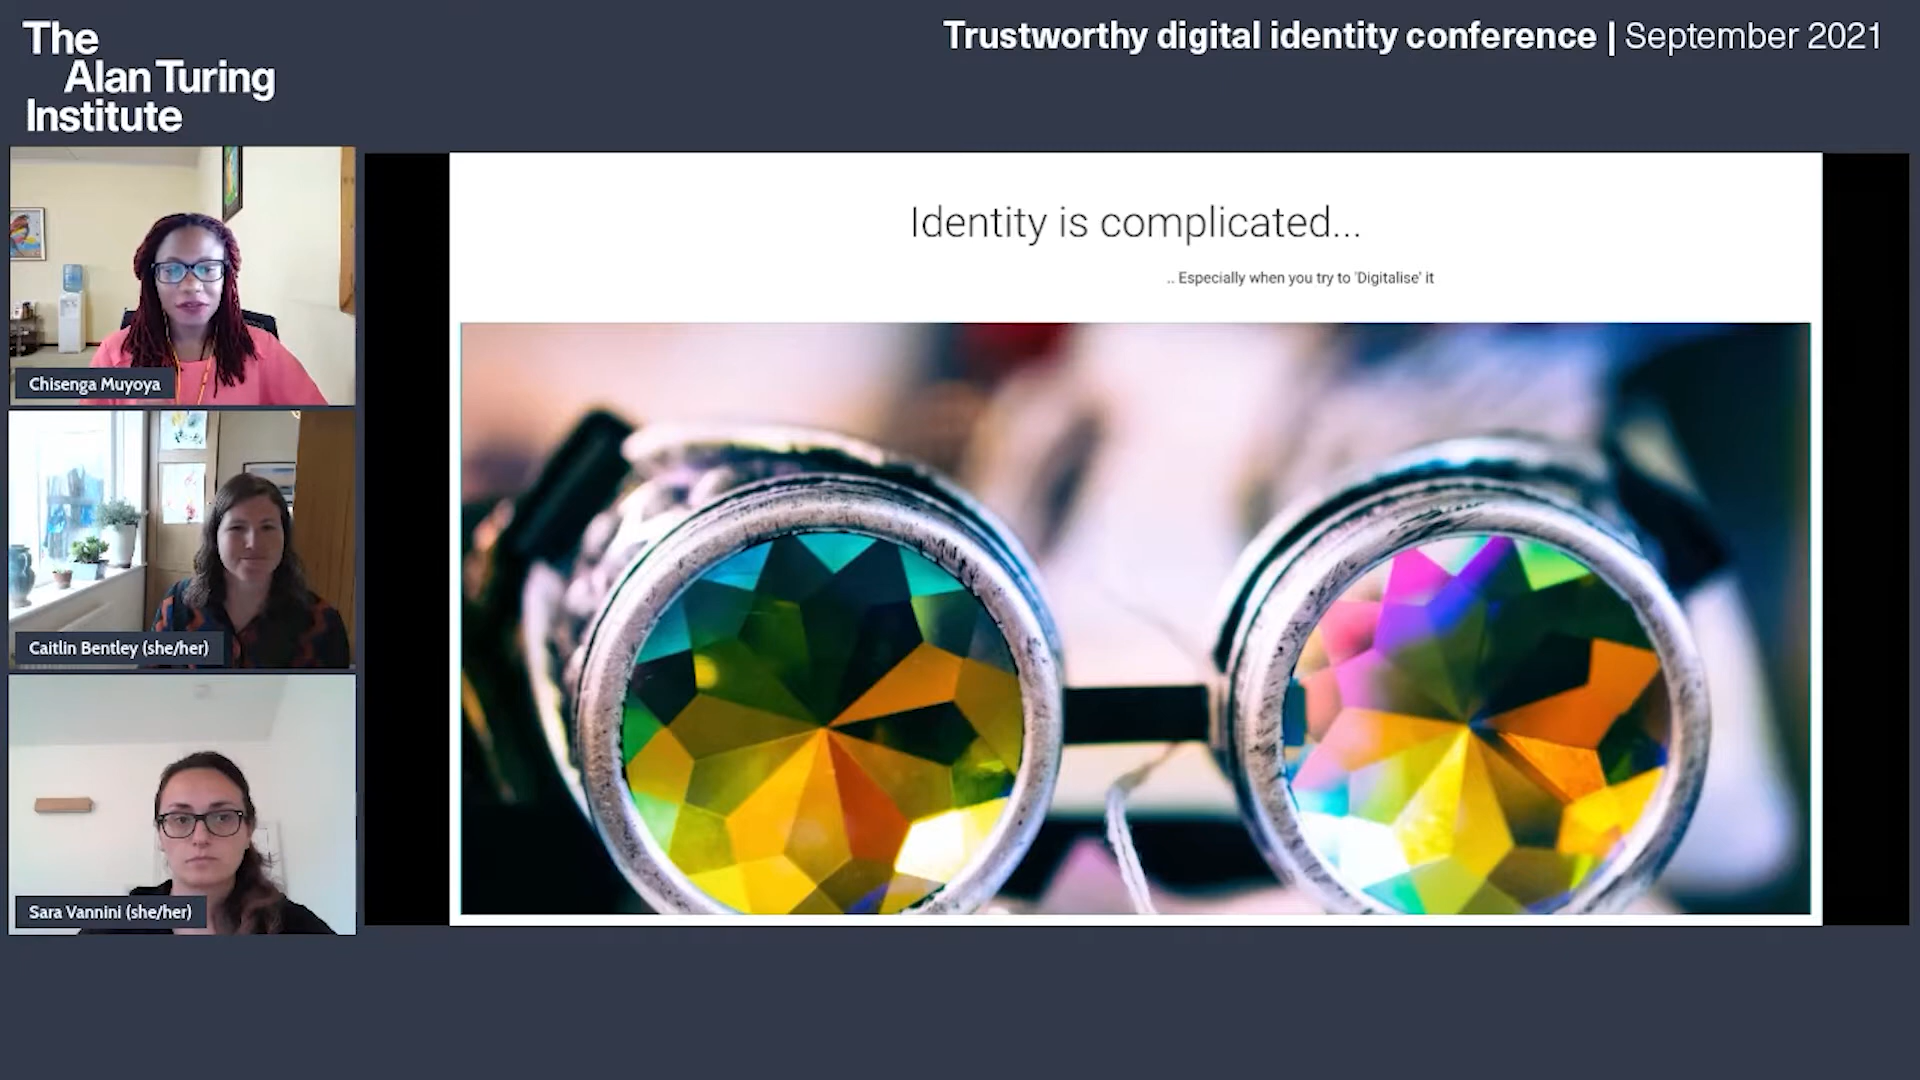 The
Alan Turing
Institute
Trustworthy digital identity conference | September 2021
Chisenga Muyoya
Caitlin Bentley (she/her)
Sara Vannini (she/her)
Identity is complicated...
.. Especially when you try to 'Digitalise' it